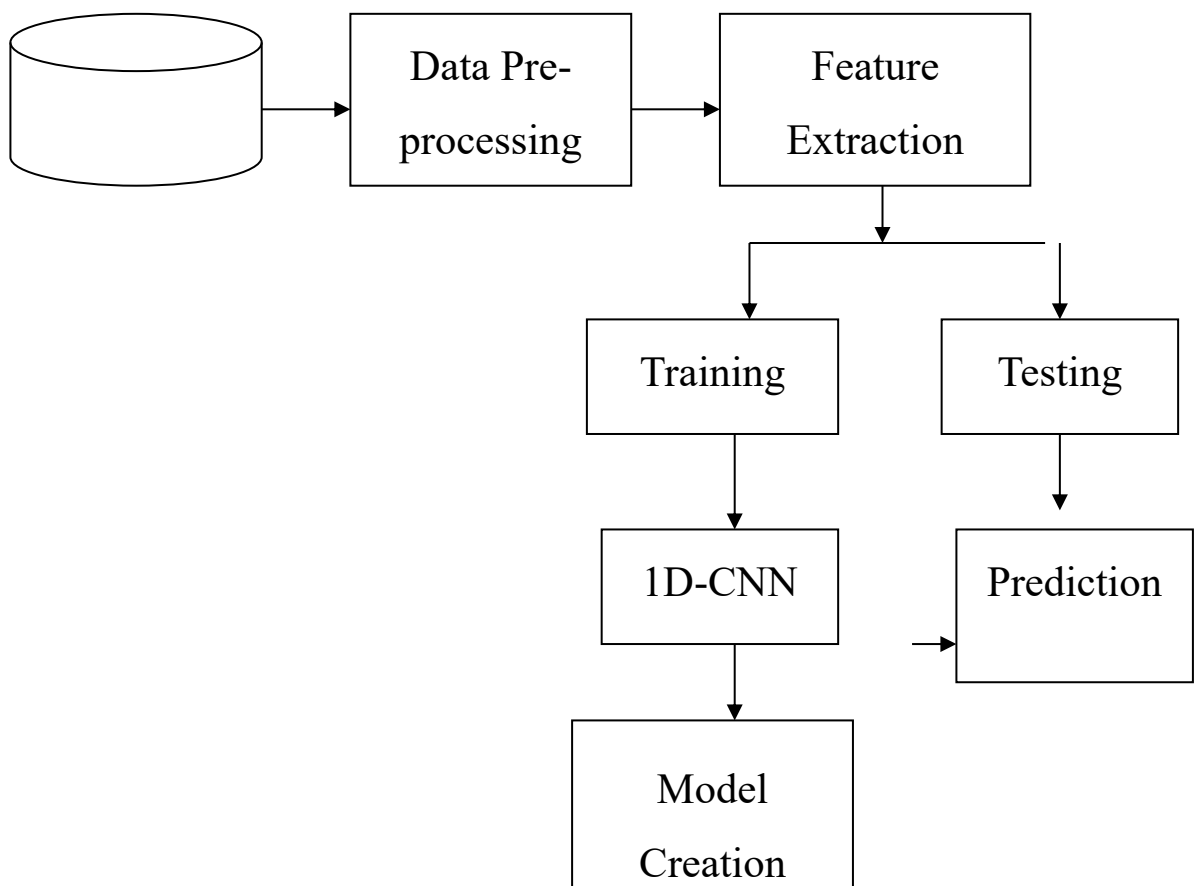 Data Pre-
processing
Feature
Extraction
Training
Testing
1D-CNN
Prediction
Model
Creation